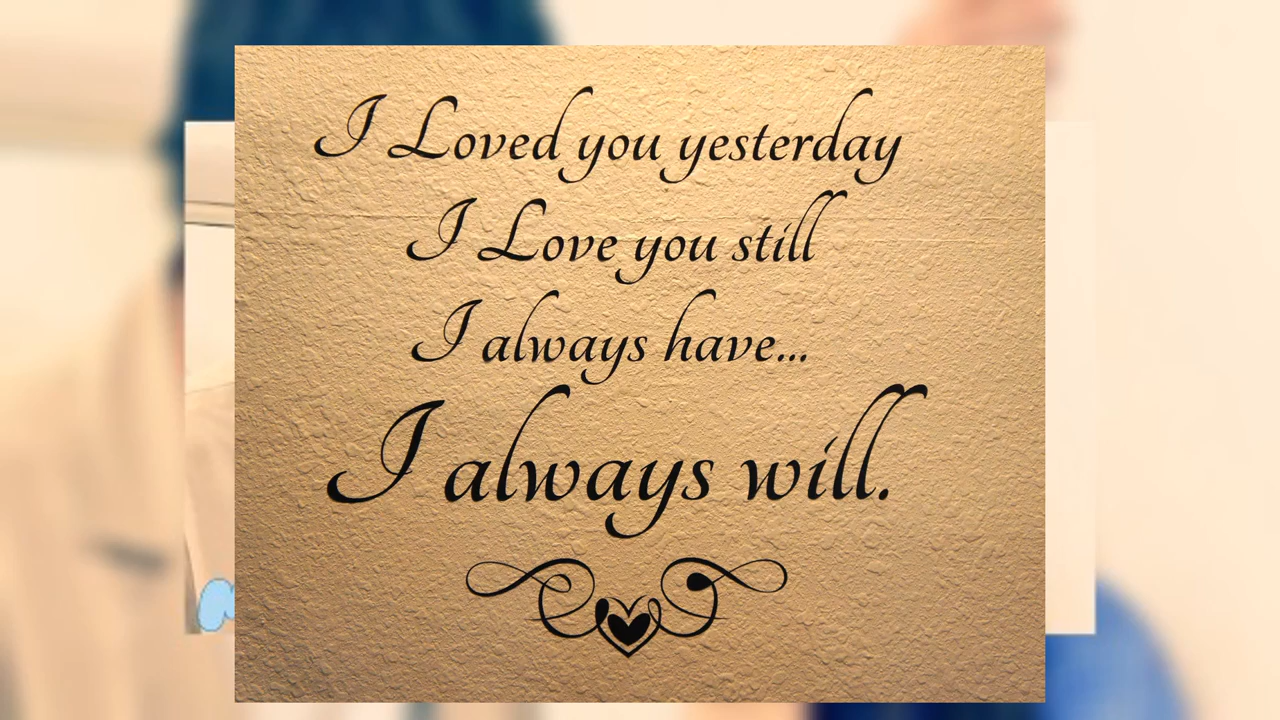 I Loved you yesterday
I Love you still
I always have...
I always will.